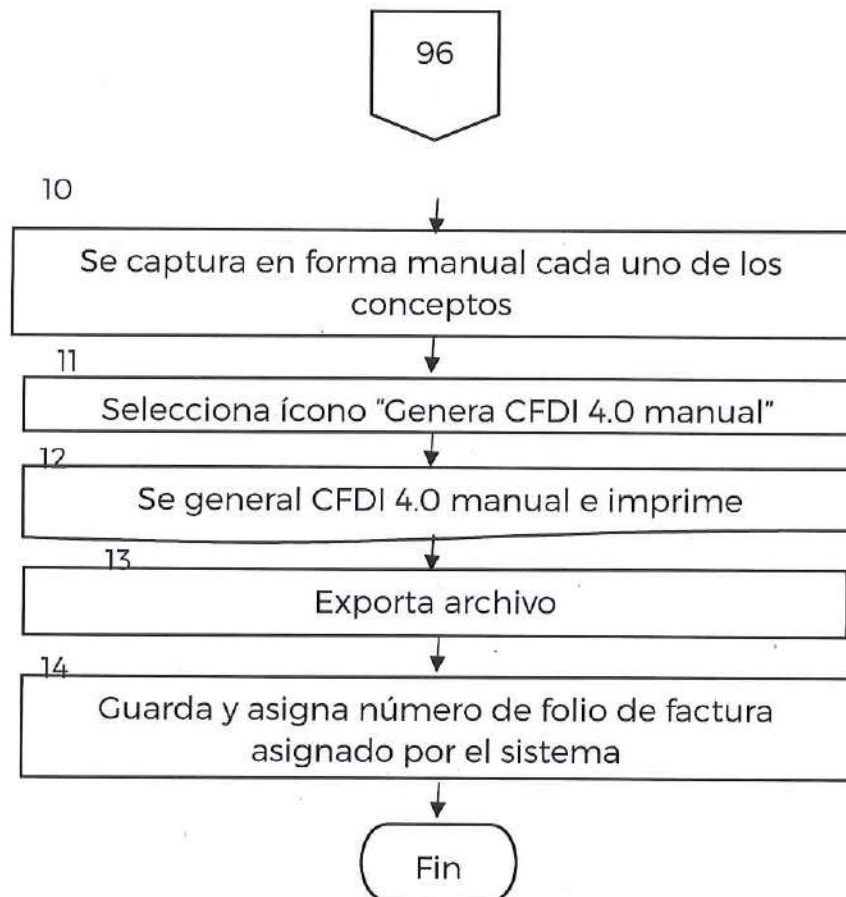 96
10
Se captura en forma manual cada uno de los
conceptos
11
Selecciona ícono "Genera CFDI 4.0 manual"
12
Se general CFDI 4.0 manual e imprime
13
Exporta archivo
14
Guarda y asigna número de folio de factura
asignado por el sistema
Fin